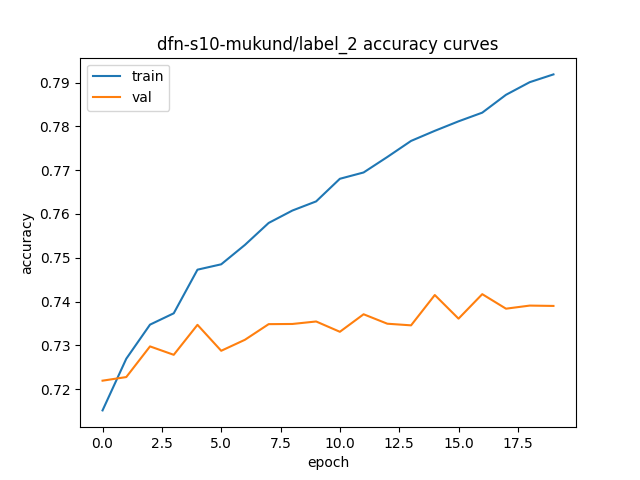 dfn-s10-mukund/label_2 accuracy curves
train
val
0.79
0.78
0.77
0.76
0.75
0.74
0.73
0.72
accuracy
0.0 2.5 5.0 7.5 10.0 12.5 15.0 17.5
epoch